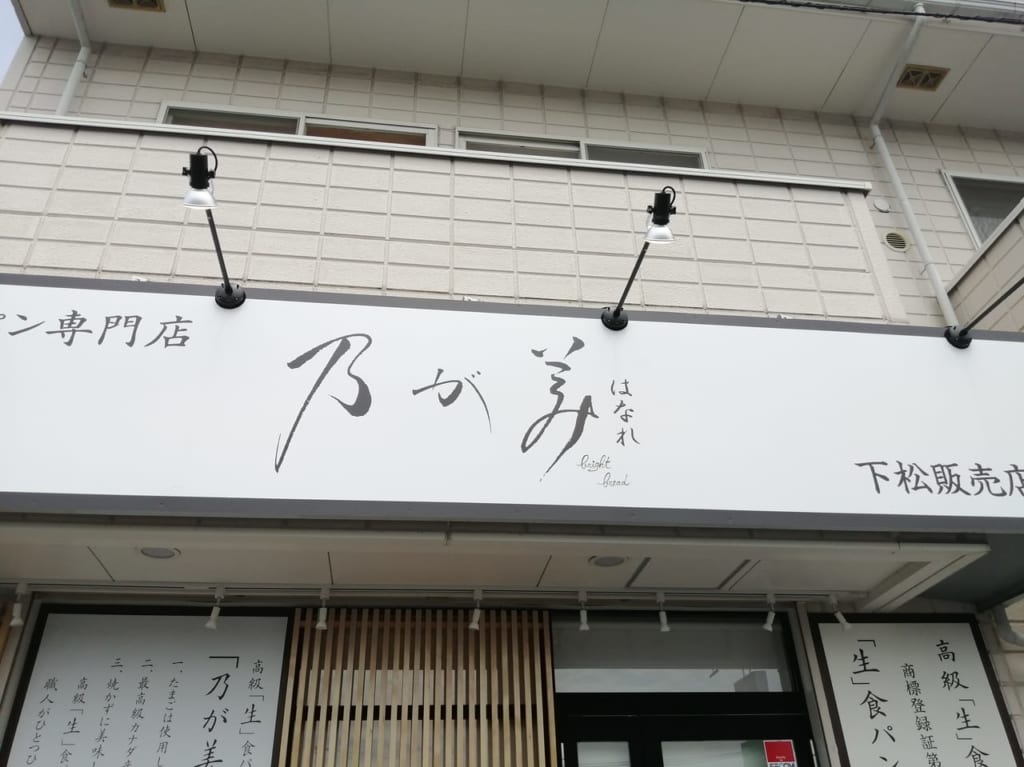 パン専門店
乃が美
はなれ
bright
bread
下松販売店
高級「生」食パ
「乃が美
一、たまごは使用し
二、最高級カナダ
三、焼かずに美味し
高級「生」食
職人がひとつひ
高級「生」
商標登録証第
「生」食パン